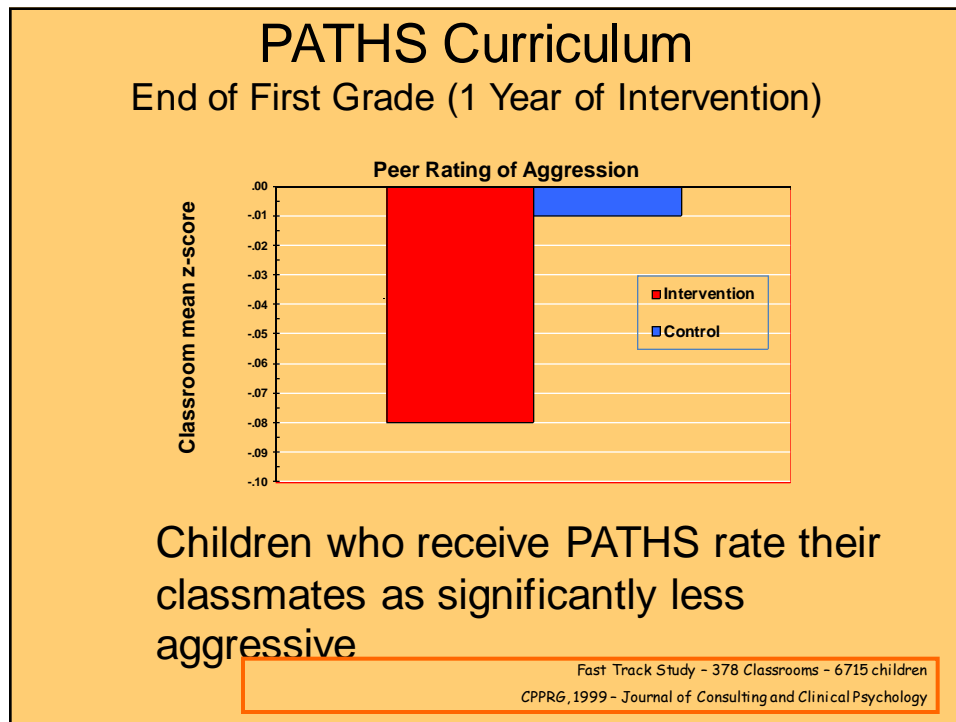 PATHS Curriculum
End of First Grade (1 Year of Intervention)
Peer Rating of Aggression
Classroom mean z-score
.00
-.01
-.02
-.03
-.04
-.05
-.06
-.07
-.08
-.09
-.10
Intervention
Control
Children who receive PATHS rate their
classmates as significantly less
aggressive
Fast Track Study – 378 Classrooms – 6715 children
CPPRG, 1999 – Journal of Consulting and Clinical Psychology